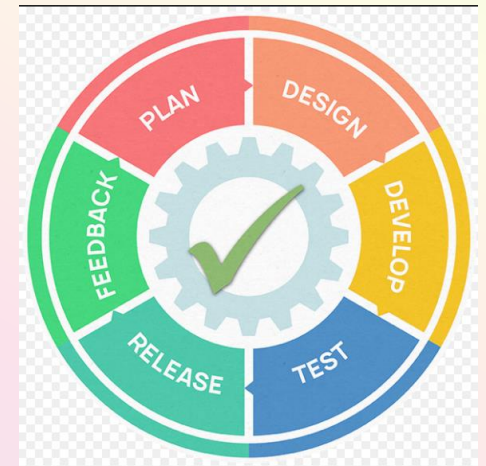 PLAN
DESIGN
DEVELOP
TEST
RELEASE
FEEDBACK